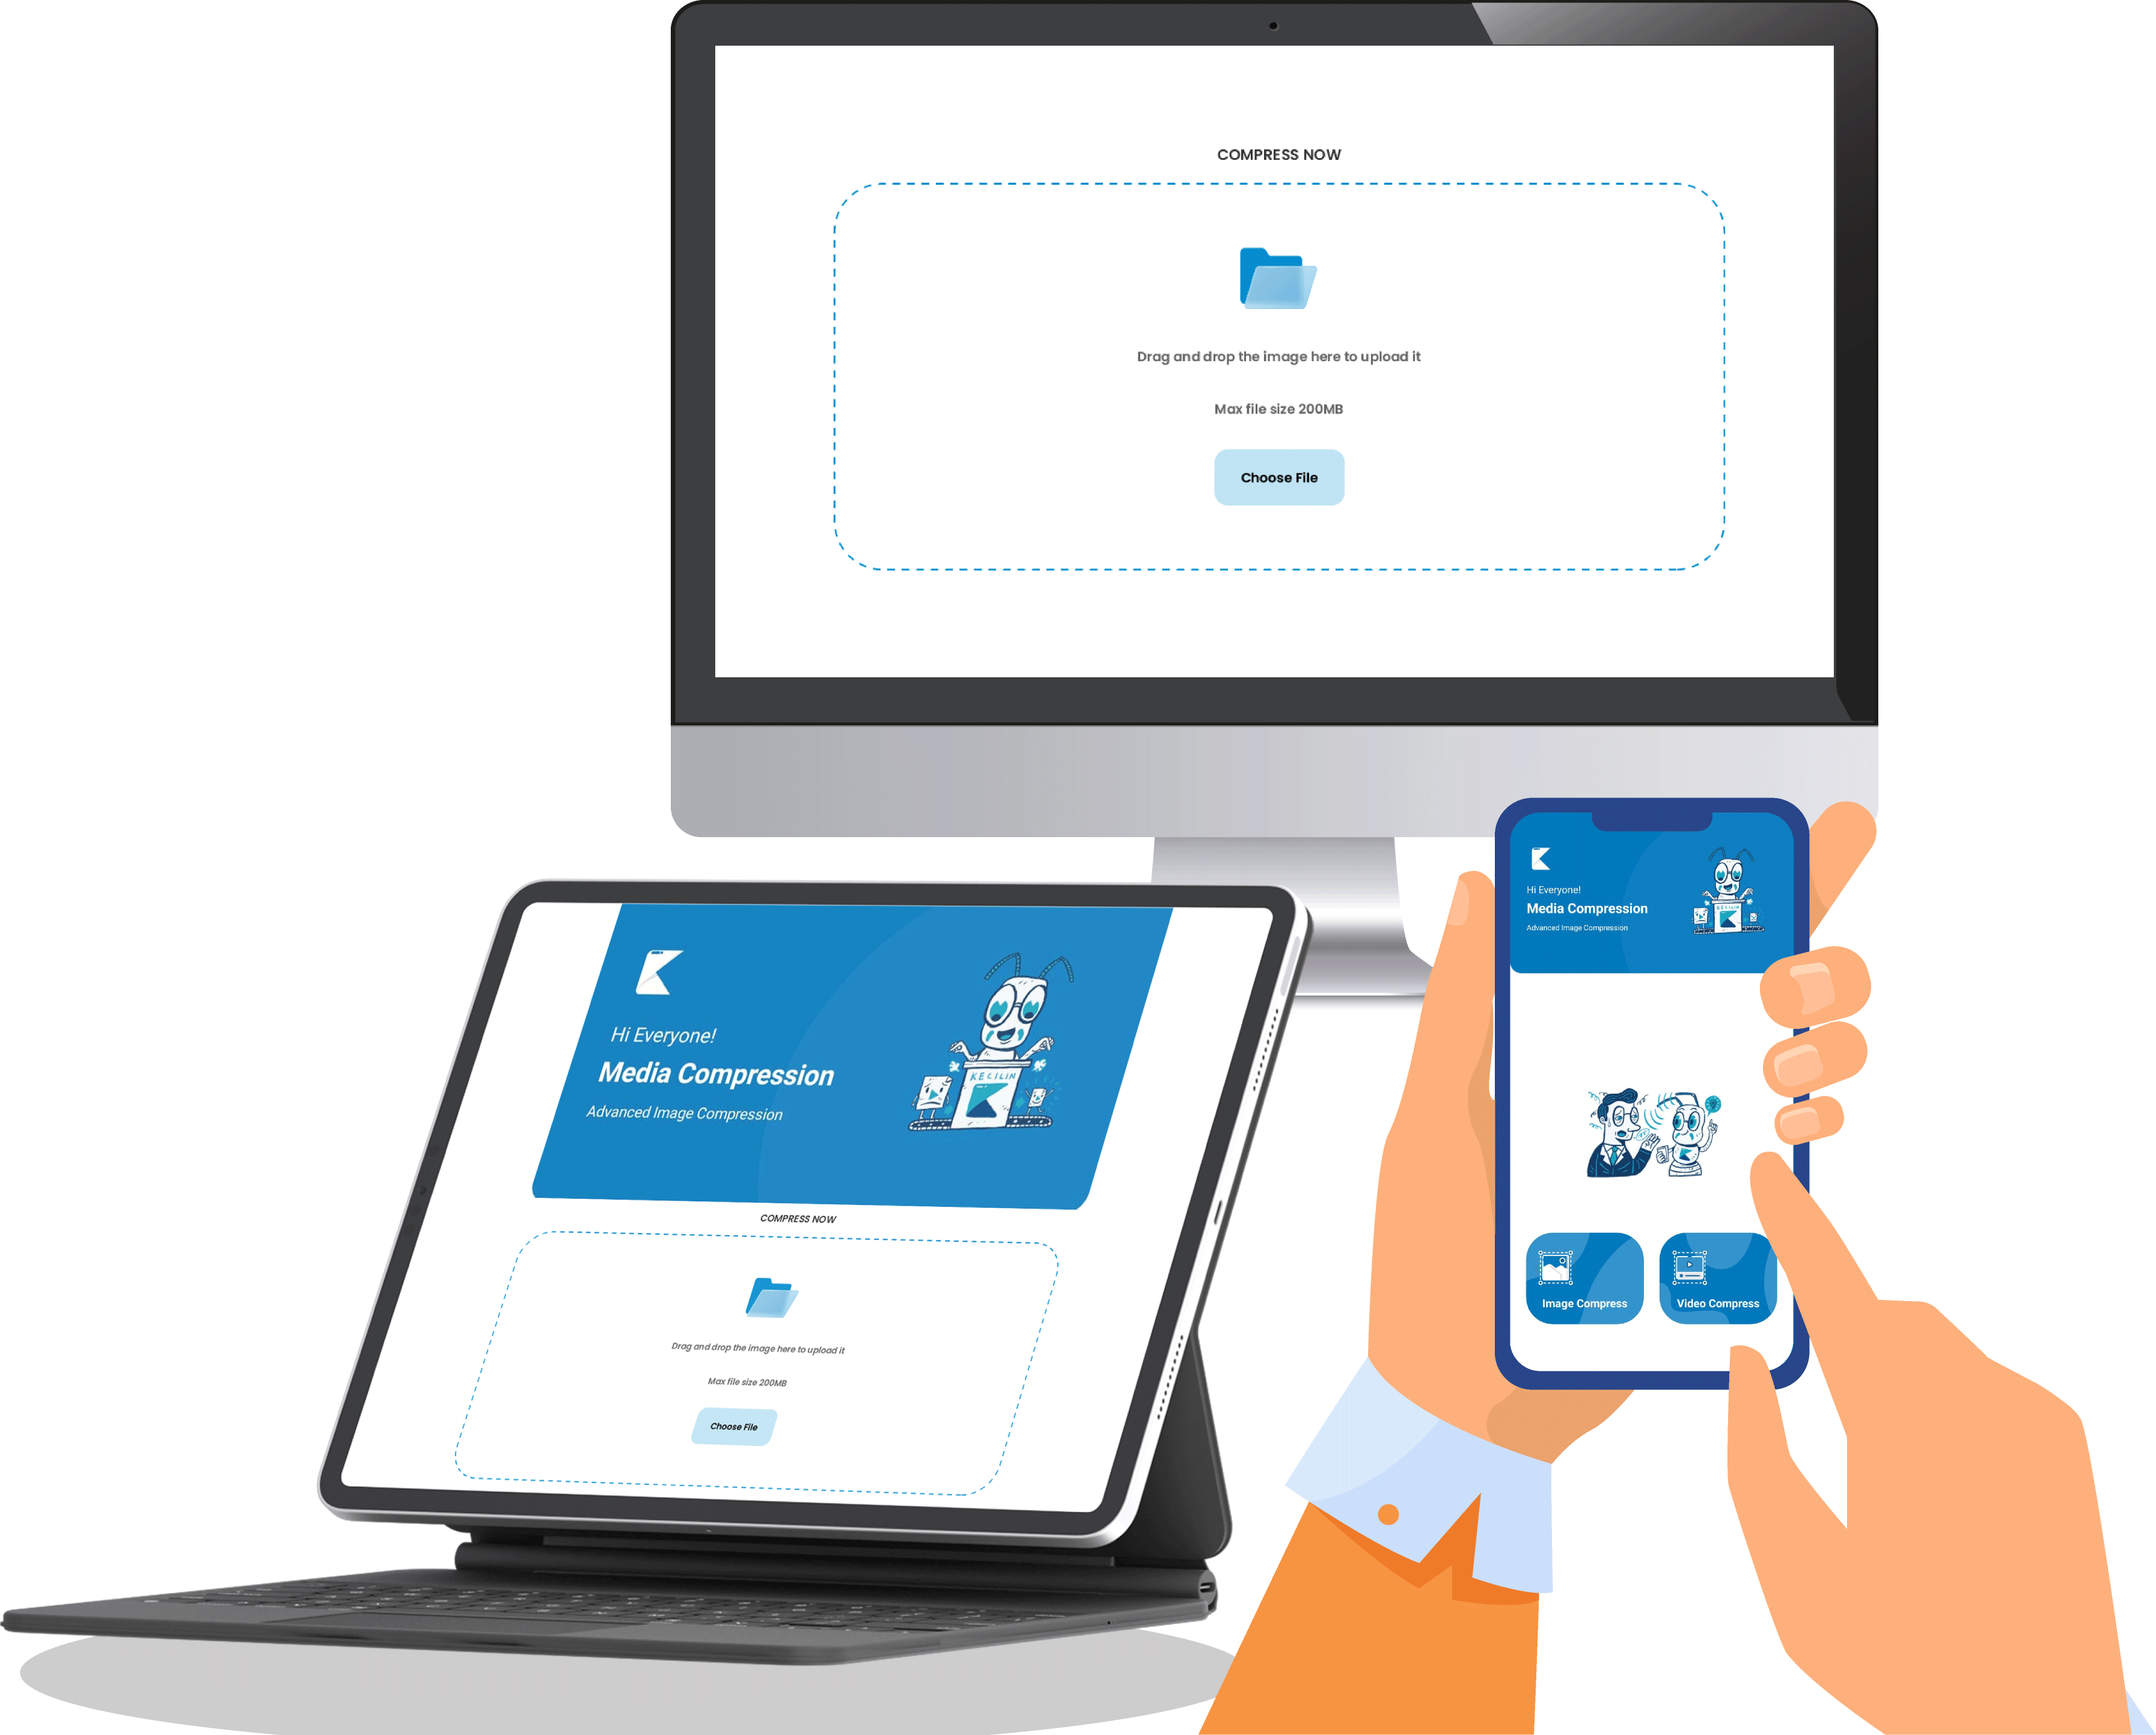 COMPRESS NOW
Drag and drop the image here to upload it
Max file size 200MB
Choose File
Hi Everyone!
Media Compression
Advanced Image Compression
KECILIN
COMPRESS NOW
Drag and drop the image here to upload it
Max file size 200MB
Choose File
Hi Everyone!
Media Compression
Advanced Image Compression
KECILIN
Image Compress
Video Compress